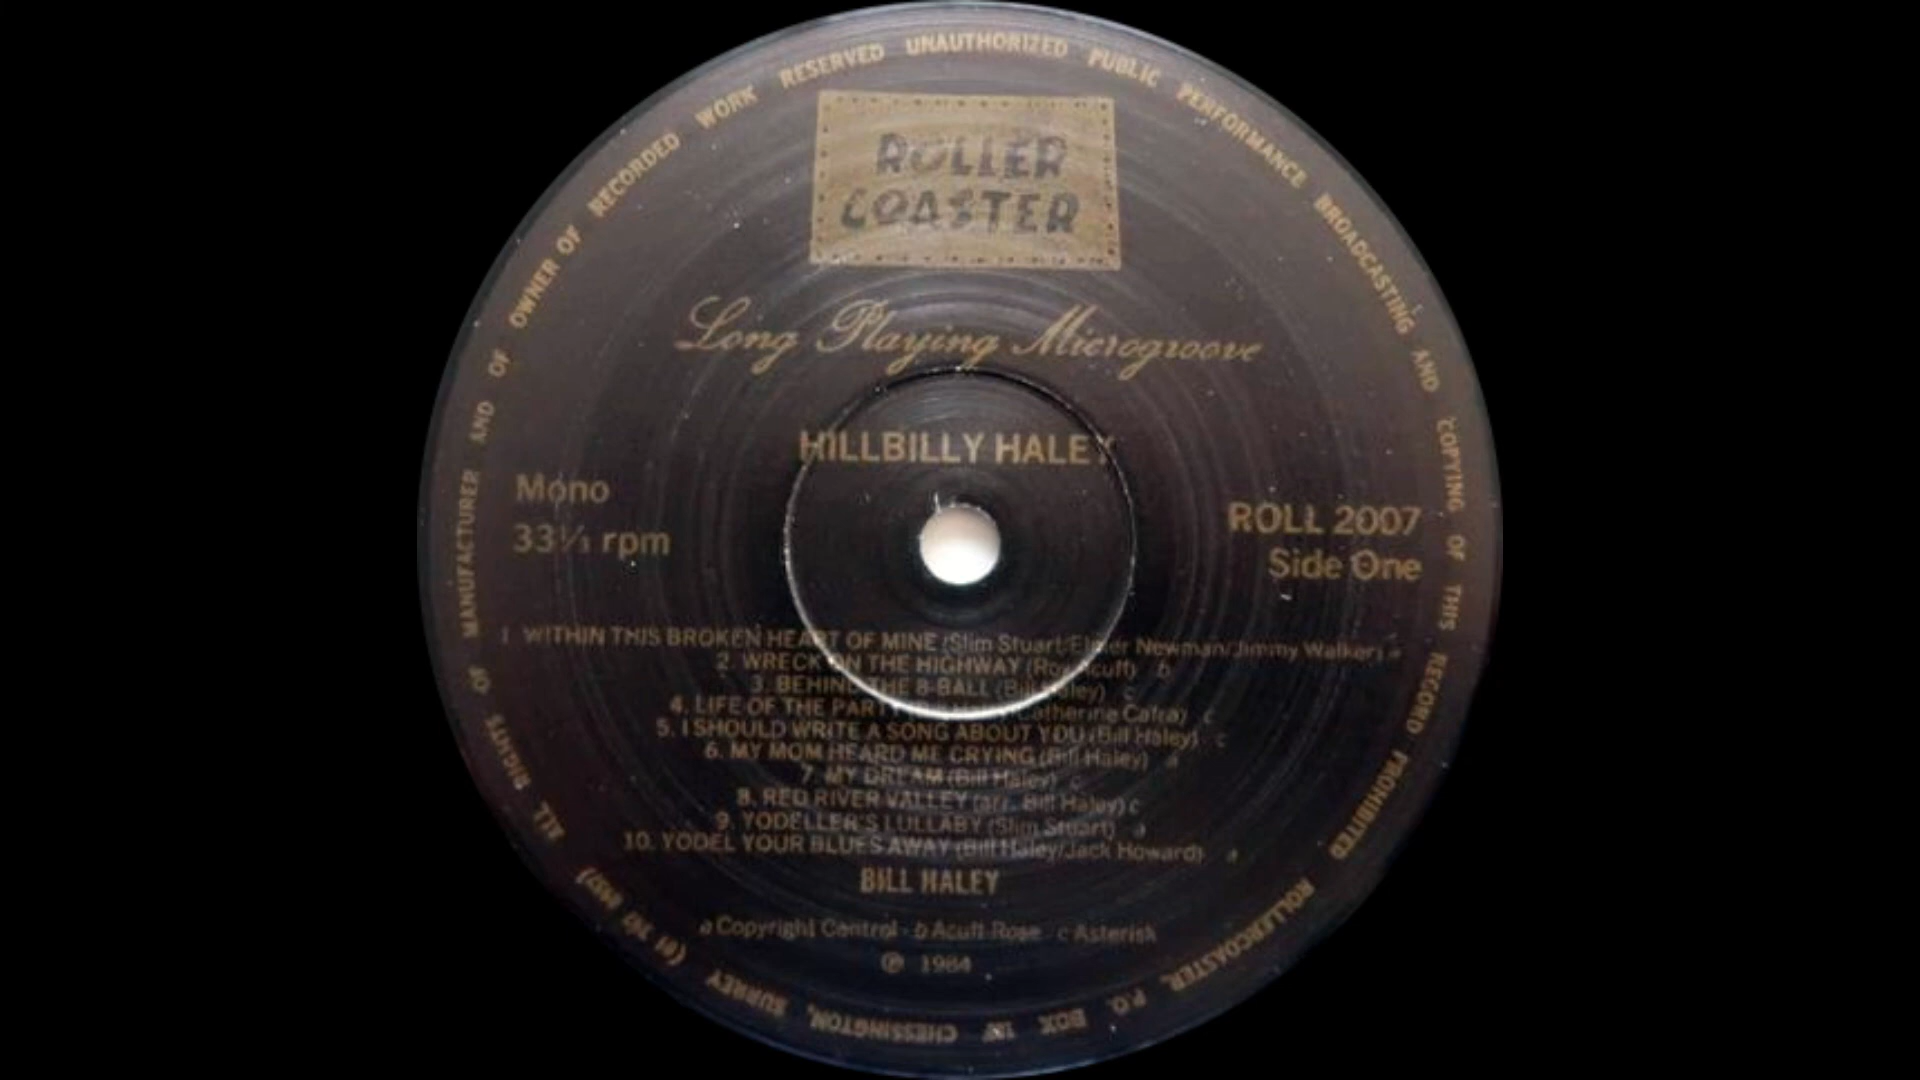 ALL RIGHTS OF MANUFACTURER AND OF OWNER OF RECORDED WORK RESERVED UNAUTHORIZED PUBLIC PERFORMANCE BROADCASTING AND COPYING OF THIS RECORD PROHIBITED ROLLERCOASTER, P.O. BOX CHESSINGTON, SURREY
ROLLER
COASTER
Long Playing Microgroove
HILLBILLY HALEY
Mono
33⅓ rpm
ROLL 2007
Side One
1 WITHIN THIS BROKEN HEART OF MINE (Slim Stuart/Elmer Newman/Jimmy Walker) a
2. WRECK ON THE HIGHWAY (Roy Acuff) b
3. BEHIND THE 8-BALL (Bill Haley) c
4. LIFE OF THE PARTY Catherine Cafra) c
5. I SHOULD WRITE A SONG ABOUT YOU (Bill Haley) c
6. MY MOM HEARD ME CRYING (Bill Haley) a
7. MY DREAM (Bill Haley) c
8. RED RIVER VALLEY (arr. Bill Haley) c
9. YODELLER'S LULLABY (Slim Stuart) a
10. YODEL YOUR BLUES AWAY (Bill Haley/Jack Howard) a
BILL HALEY
a Copyright Control · b Acuff-Rose c Asterisk
℗ 1984